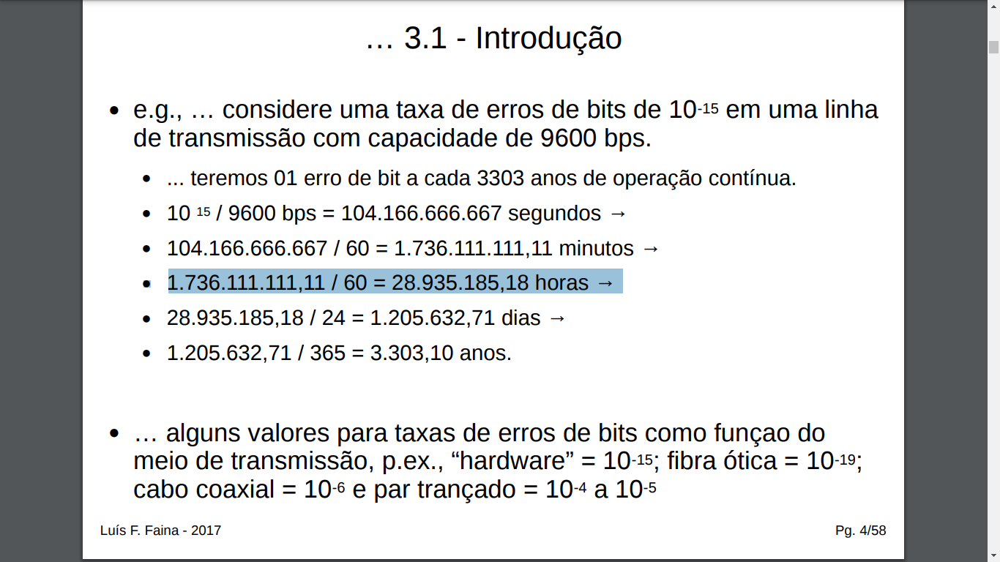 … 3.1 - Introdução
● e.g., … considere uma taxa de erros de bits de 10-15 em uma linha
de transmissão com capacidade de 9600 bps.
● ... teremos 01 erro de bit a cada 3303 anos de operação contínua.
● 10 15 / 9600 bps = 104.166.666.667 segundos →
● 104.166.666.667 / 60 = 1.736.111.111,11 minutos →
● 1.736.111.111,11 / 60 = 28.935.185,18 horas →
● 28.935.185,18 / 24 = 1.205.632,71 dias →
● 1.205.632,71 / 365 = 3.303,10 anos.
● … alguns valores para taxas de erros de bits como funçao do
meio de transmissão, p.ex., “hardware” = 10-15; fibra ótica = 10-19;
cabo coaxial = 10-6 e par trançado = 10-4 a 10-5
Luís F. Faina - 2017
Pg. 4/58